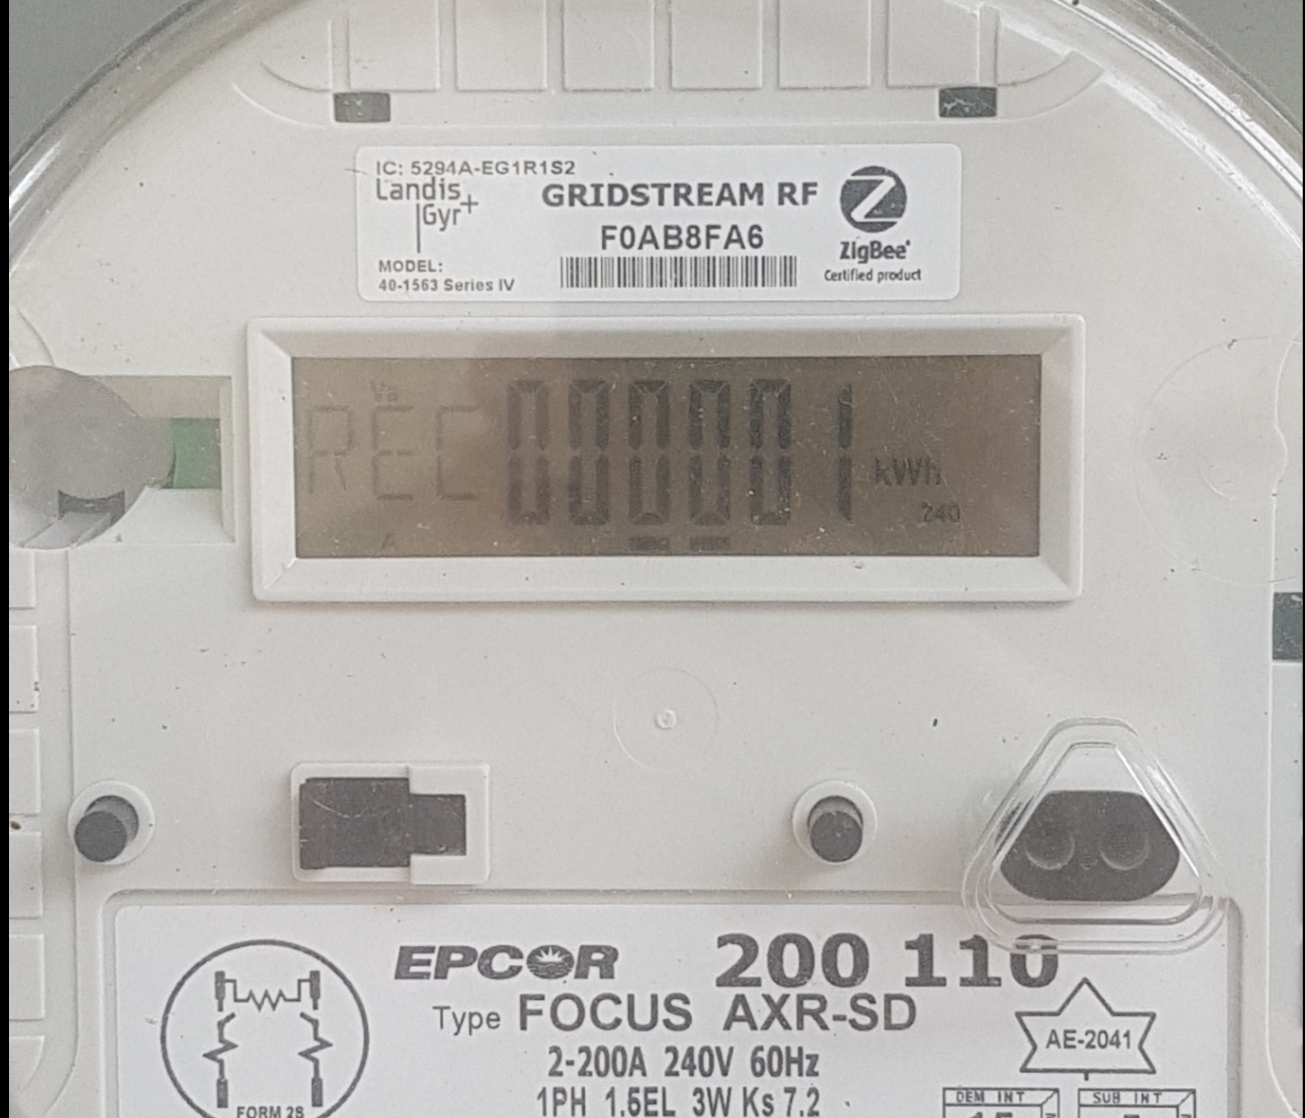 IC: 5294A-EG1R1S2
Landis
Gyr+
GRIDSTREAM RF
F0AB8FA6
MODEL:
40-1563 Series IV
Z
ZigBee
Certified product
REC 000001 kWh
240
EPCOR 200 110
Type FOCUS AXR-SD
2-200A 240V 60Hz
1PH 1.5EL 3W Ks 7.2
AE-2041
FORM 2S
DEM INT
SUB INT